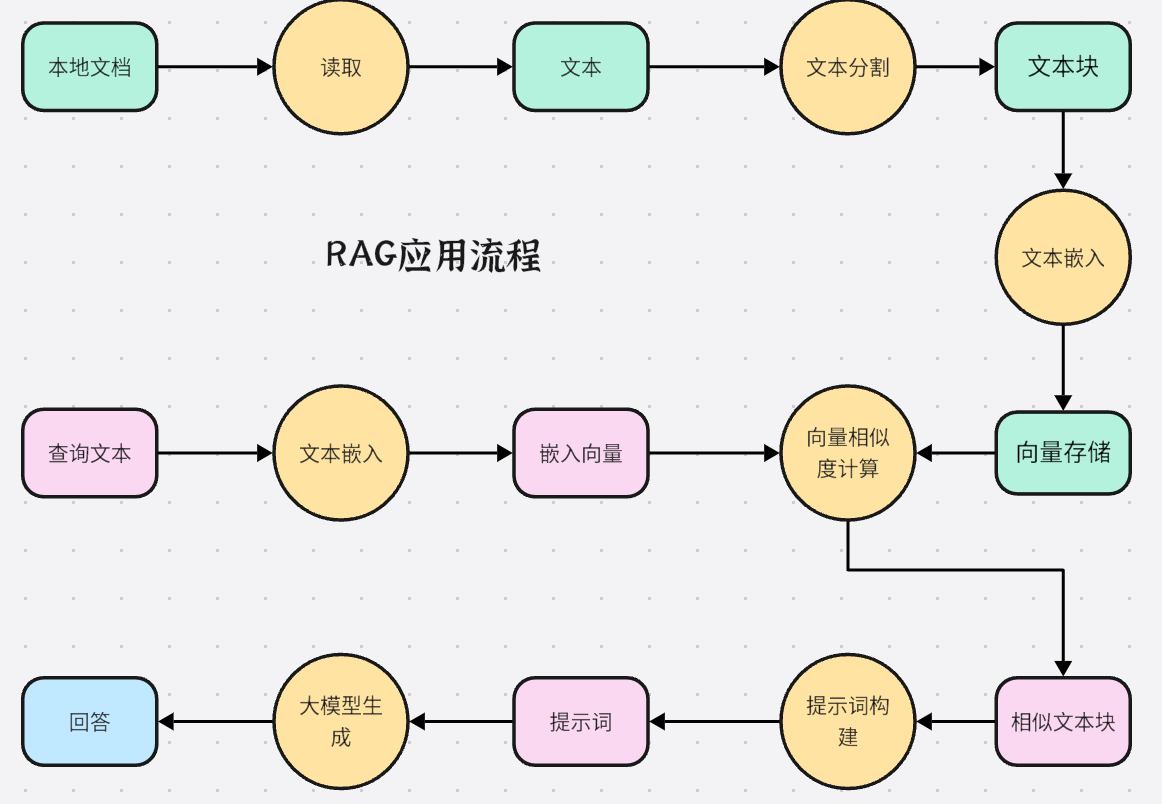 本地文档
读取
文本
文本分割
文本块
RAG应用流程
文本嵌入
查询文本
文本嵌入
嵌入向量
向量相似
度计算
向量存储
回答
大模型生
成
提示词
提示词构
建
相似文本块